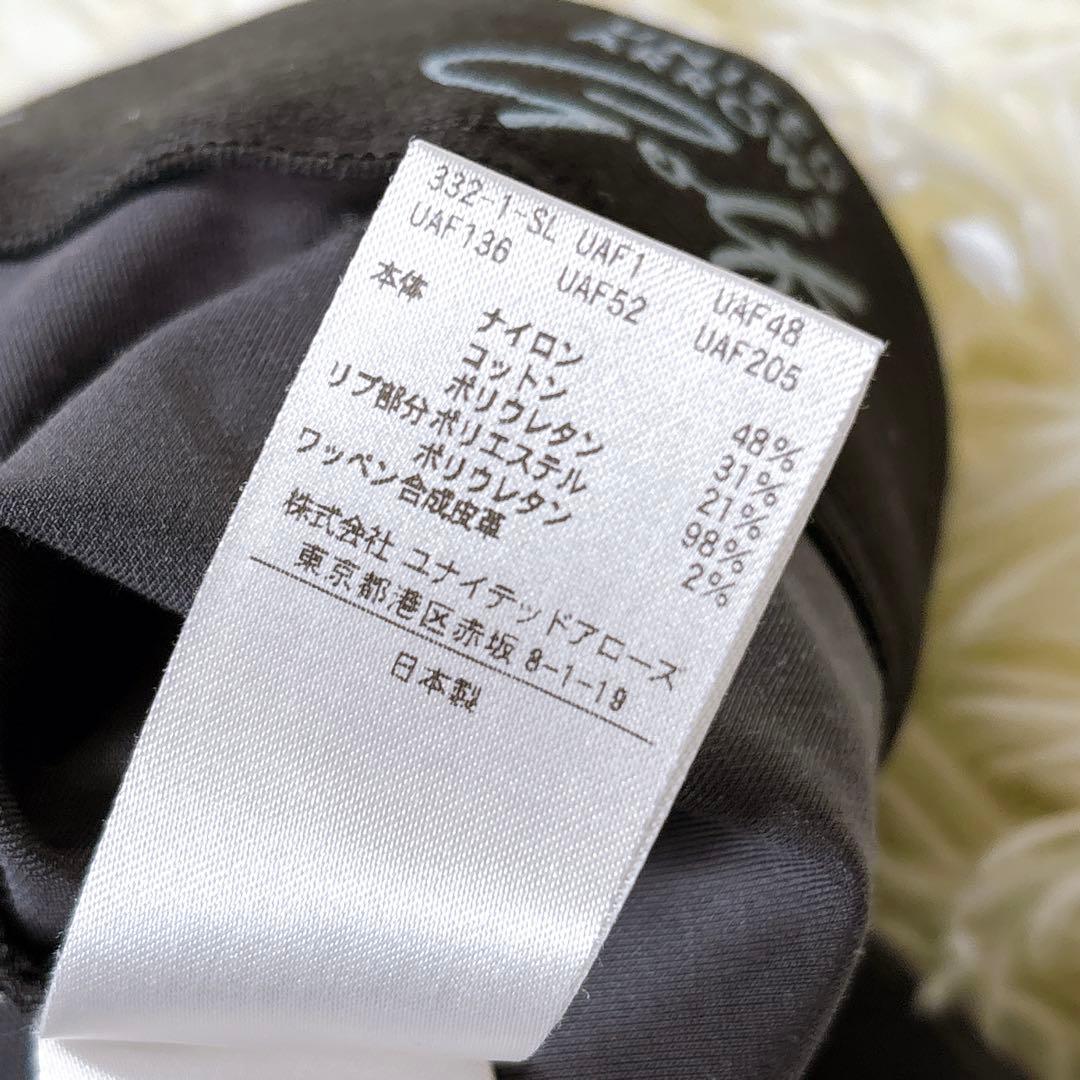 UNITED
ARROWS
Golf
332-1-SL UAF1 UAF48
UAF136 UAF52 UAF205
本体
ナイロン 48%
コットン 31%
ポリウレタン 21%
リブ部分ポリエステル 98%
ポリウレタン 2%
ワッペン合成皮革
株式会社 ユナイテッドアローズ
東京都港区赤坂 8-1-19
日本製